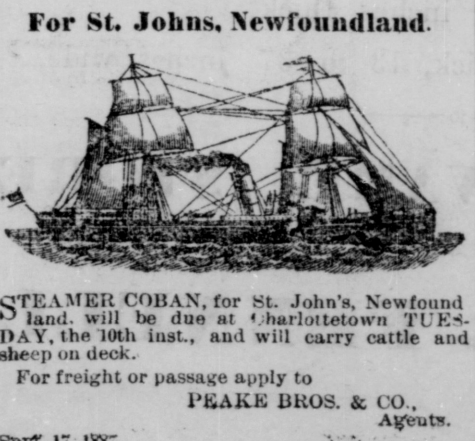 For St. Johns, Newfoundland.
STEAMER COBAN, for St. John's, Newfound
land. will be due at Charlottetown TUES-
DAY, the 10th inst., and will carry cattle and
sheep on deck.
For freight or passage apply to
PEAKE BROS. & CO.,
Agents.